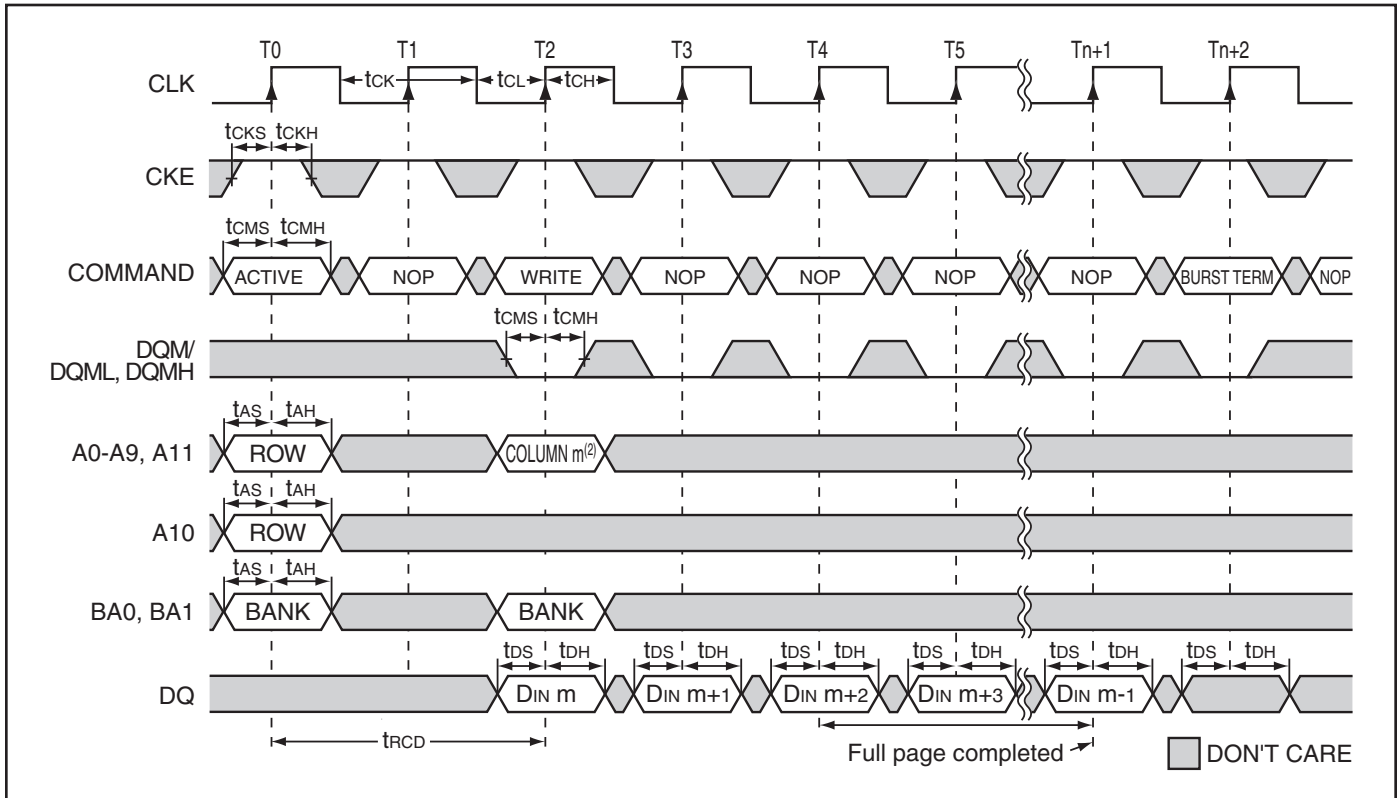 T0 T1 T2 T3 T4 T5 Tn+1 Tn+2
CLK
tCK tCL tCH
tCKS tCKH
CKE
tCMS tCMH
COMMAND ACTIVE NOP WRITE NOP NOP NOP NOP BURST TERM NOP
tCMS tCMH
DQM/
DQML, DQMH
tAS tAH
A0-A9, A11 ROW COLUMN m(2)
tAS tAH
A10 ROW
tAS tAH
BA0, BA1 BANK BANK
tDS tDH tDS tDH tDS tDH tDS tDH tDS tDH tDS tDH
DQ DIN m DIN m+1 DIN m+2 DIN m+3 DIN m-1
tRCD
Full page completed
DON'T CARE